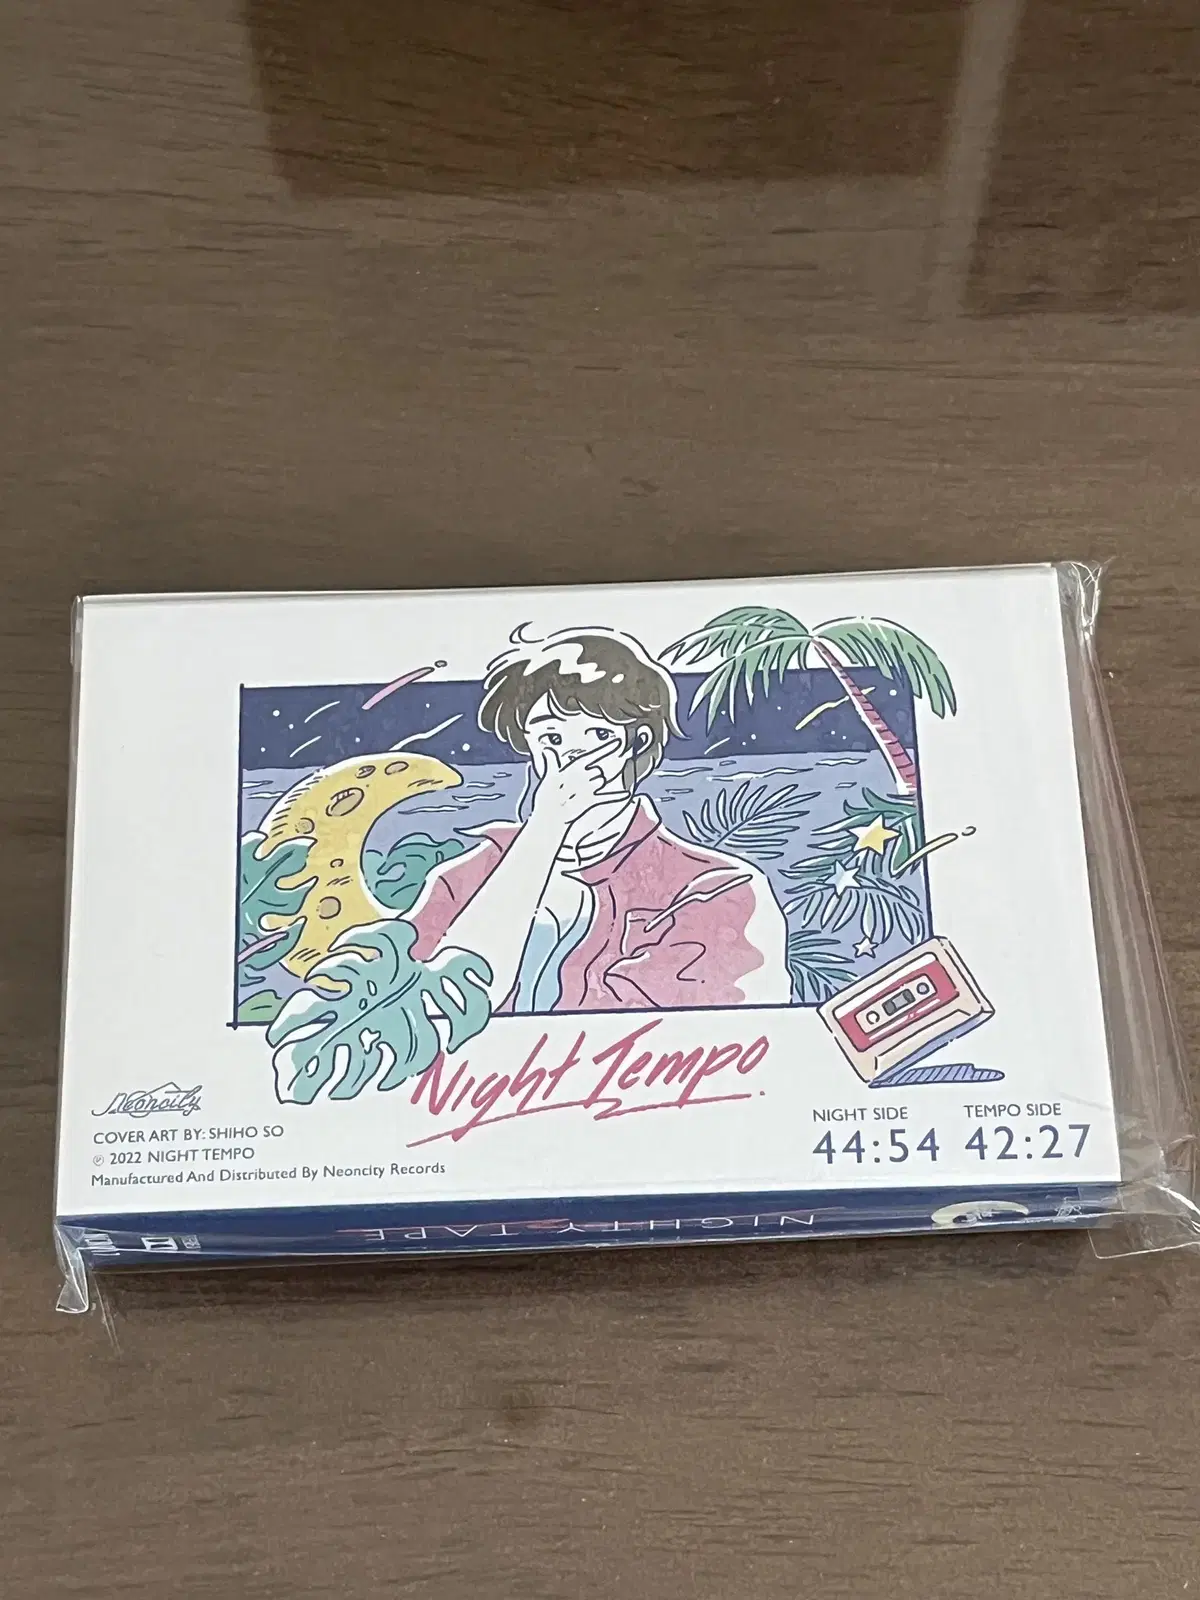 Night Tempo
Neoncity
COVER ART BY: SHIHO SO
℗ 2022 NIGHT TEMPO
Manufactured And Distributed By Neoncity Records
NIGHT SIDE TEMPO SIDE
44:54 42:27
NIGHTY TAPE